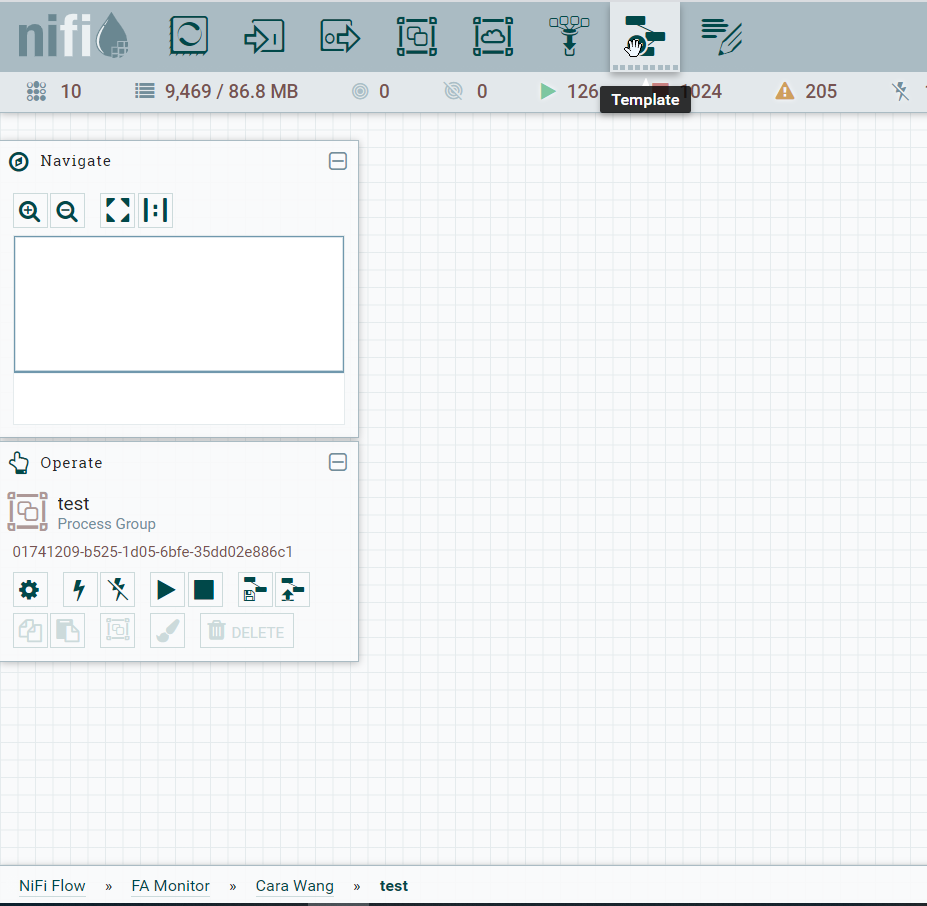 nifi
10 9,469 / 86.8 MB 0 0 126 1024 205
Template
Navigate
Operate
test
Process Group
01741209-b525-1d05-6bfe-35dd02e886c1
DELETE
NiFi Flow » FA Monitor » Cara Wang » test